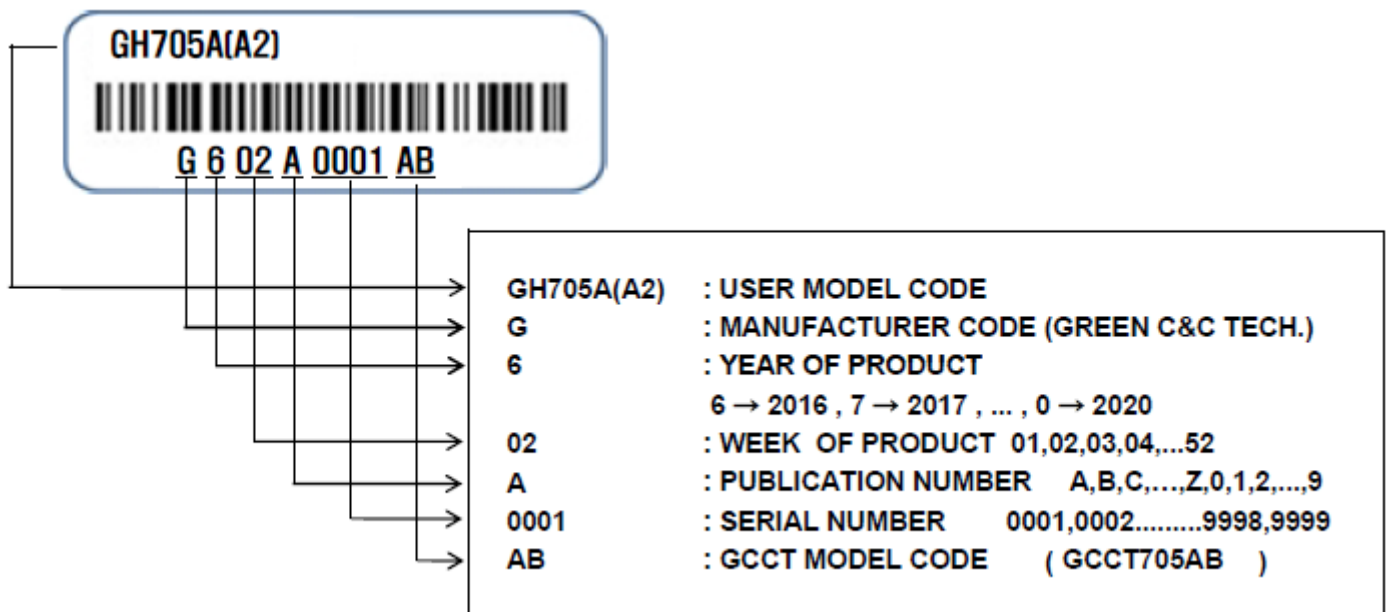 GH705A(A2)
G 6 02 A 0001 AB
GH705A(A2) : USER MODEL CODE
G : MANUFACTURER CODE (GREEN C&C TECH.)
6 : YEAR OF PRODUCT
6 → 2016 , 7 → 2017 , ... , 0 → 2020
02 : WEEK OF PRODUCT 01,02,03,04,...52
A : PUBLICATION NUMBER A,B,C,...,Z,0,1,2,...,9
0001 : SERIAL NUMBER 0001,0002.........9998,9999
AB : GCCT MODEL CODE ( GCCT705AB )